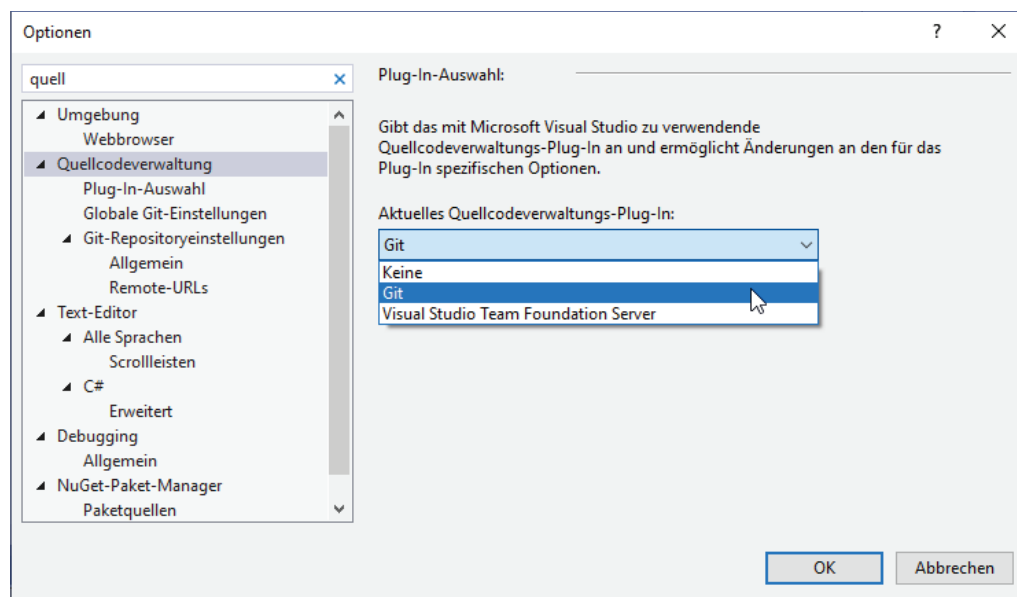 Optionen
?
quell
Umgebung
Webbrowser
Quellcodeverwaltung
Plug-In-Auswahl
Globale Git-Einstellungen
Git-Repositoryeinstellungen
Allgemein
Remote-URLs
Text-Editor
Alle Sprachen
Scrollleisten
C#
Erweitert
Debugging
Allgemein
NuGet-Paket-Manager
Paketquellen
Plug-In-Auswahl:
Gibt das mit Microsoft Visual Studio zu verwendende
Quellcodeverwaltungs-Plug-In an und ermöglicht Änderungen an den für das
Plug-In spezifischen Optionen.
Aktuelles Quellcodeverwaltungs-Plug-In:
Git
Keine
Git
Visual Studio Team Foundation Server
OK
Abbrechen